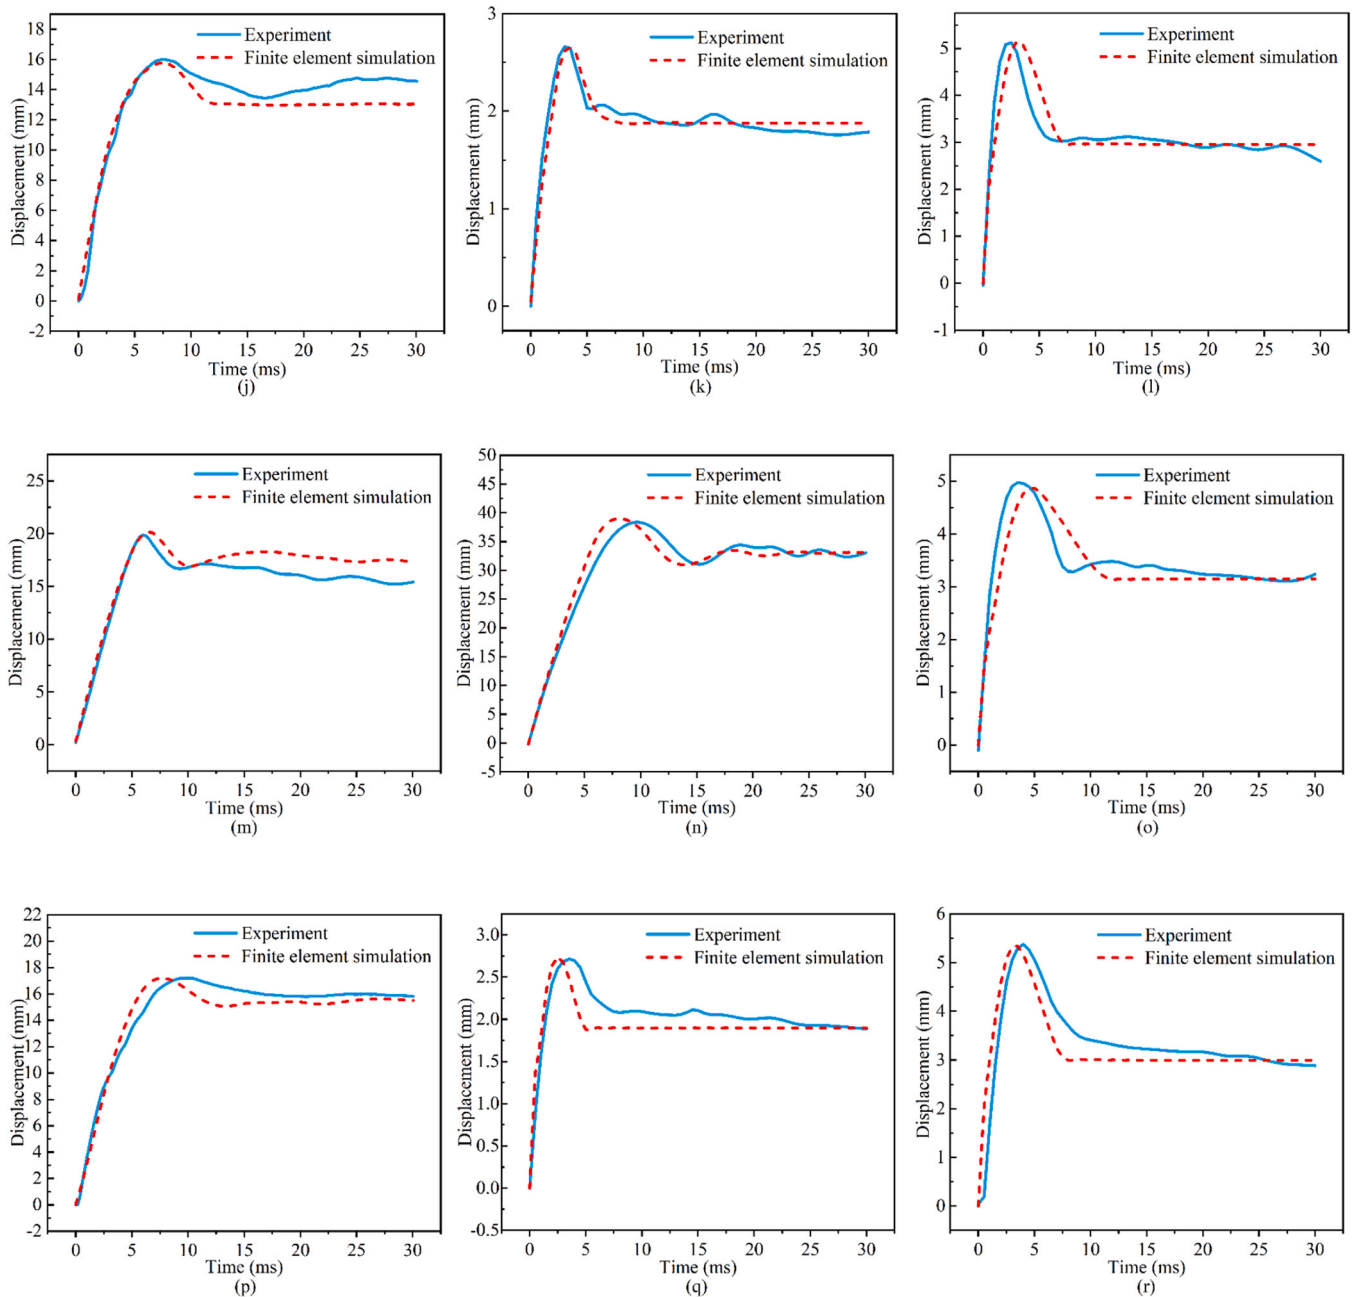 18
16
14
12
10
8
6
4
2
0
-2
Displacement (mm)
Experiment
Finite element simulation
0 5 10 15 20 25 30
Time (ms)
(j)
3
2
1
0
Displacement (mm)
Experiment
Finite element simulation
0 5 10 15 20 25 30
Time (ms)
(k)
5
4
3
2
1
0
-1
Displacement (mm)
Experiment
Finite element simulation
0 5 10 15 20 25 30
Time (ms)
(l)
25
20
15
10
5
0
Displacement (mm)
Experiment
Finite element simulation
0 5 10 15 20 25 30
Time (ms)
(m)
50
45
40
35
30
25
20
15
10
5
0
-5
Displacement (mm)
Experiment
Finite element simulation
0 5 10 15 20 25 30
Time (ms)
(n)
5
4
3
2
1
0
Displacement (mm)
Experiment
Finite element simulation
0 5 10 15 20 25 30
Time (ms)
(o)
22
20
18
16
14
12
10
8
6
4
2
0
-2
Displacement (mm)
Experiment
Finite element simulation
0 5 10 15 20 25 30
Time (ms)
(p)
3.0
2.5
2.0
1.5
1.0
0.5
0.0
-0.5
Displacement (mm)
Experiment
Finite element simulation
0 5 10 15 20 25 30
Time (ms)
(q)
6
5
4
3
2
1
0
Displacement (mm)
Experiment
Finite element simulation
0 5 10 15 20 25 30
Time (ms)
(r)